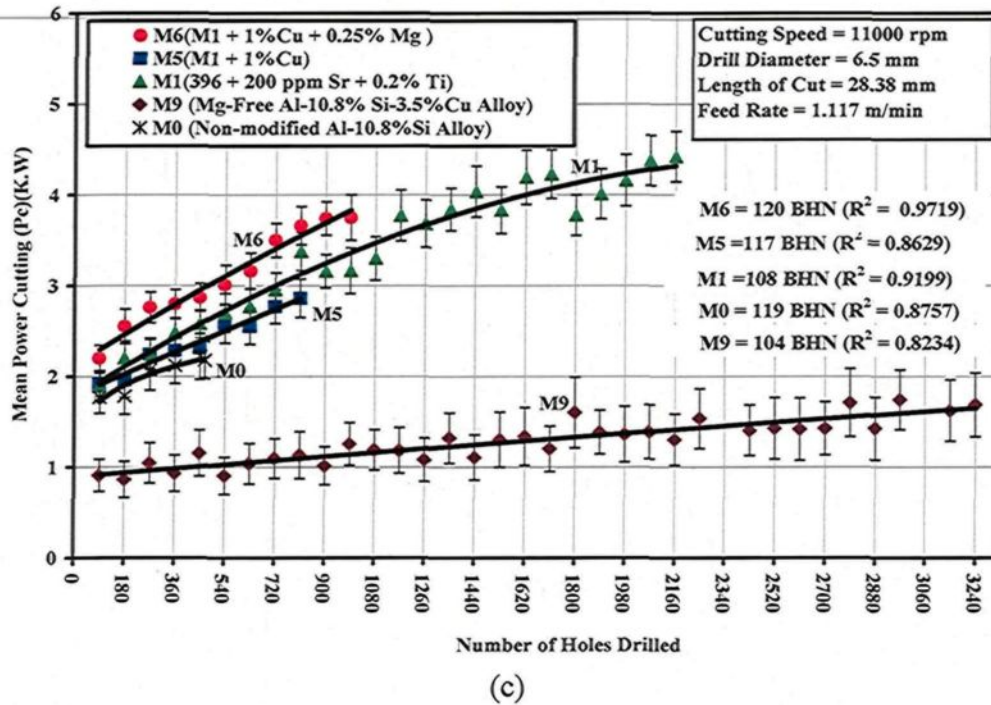 M6(M1 + 1%Cu + 0.25% Mg )
M5(M1 + 1%Cu)
M1(396 + 200 ppm Sr + 0.2% Ti)
M9 (Mg-Free Al-10.8% Si-3.5%Cu Alloy)
M0 (Non-modified Al-10.8%Si Alloy)
Cutting Speed = 11000 rpm
Drill Diameter = 6.5 mm
Length of Cut = 28.38 mm
Feed Rate = 1.117 m/min
Mean Power Cutting (Pc)(K.W)
6
5
4
3
2
1
0
M1
M6
M5
M0
M9
M6 = 120 BHN (R² = 0.9719)
M5 =117 BHN (R² = 0.8629)
M1 =108 BHN (R² = 0.9199)
M0 = 119 BHN (R² = 0.8757)
M9 = 104 BHN (R² = 0.8234)
0 180 360 540 720 900 1080 1260 1440 1620 1800 1980 2160 2340 2520 2700 2880 3060 3240
Number of Holes Drilled
(c)